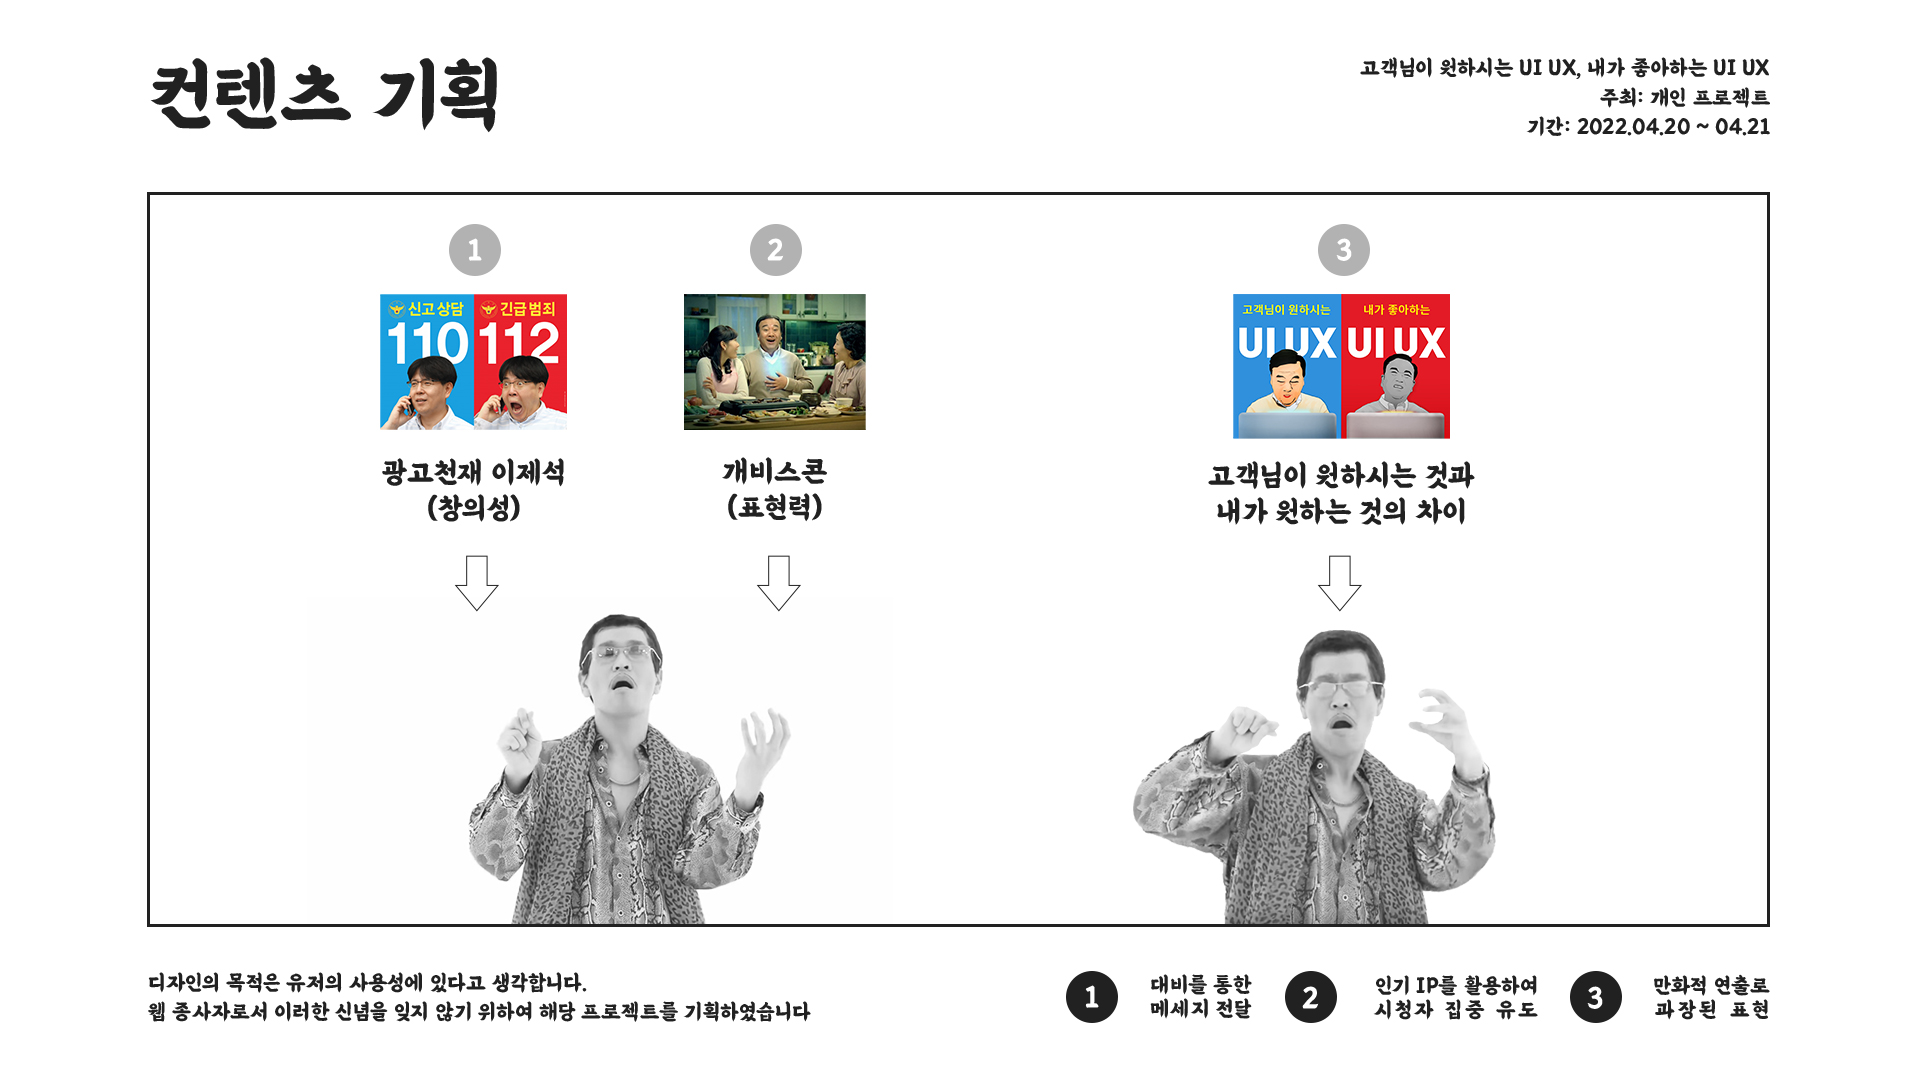 컨텐츠 기획
고객님이 원하시는 UI UX, 내가 좋아하는 UI UX
주최: 개인 프로젝트
기간: 2022.04.20 ~ 04.21
1
2
3
신고 상담
110
긴급 범죄
112
고객님이 원하시는
UI UX
내가 좋아하는
UI UX
광고천재 이제석
(창의성)
개비스콘
(표현력)
고객님이 원하시는 것과
내가 원하는 것의 차이
디자인의 목적은 유저의 사용성에 있다고 생각합니다.
웹 종사자로서 이러한 신념을 잊지 않기 위하여 해당 프로젝트를 기획하였습니다
1
대비를 통한
메세지 전달
2
인기 IP를 활용하여
시청자 집중 유도
3
만화적 연출로
과장된 표현